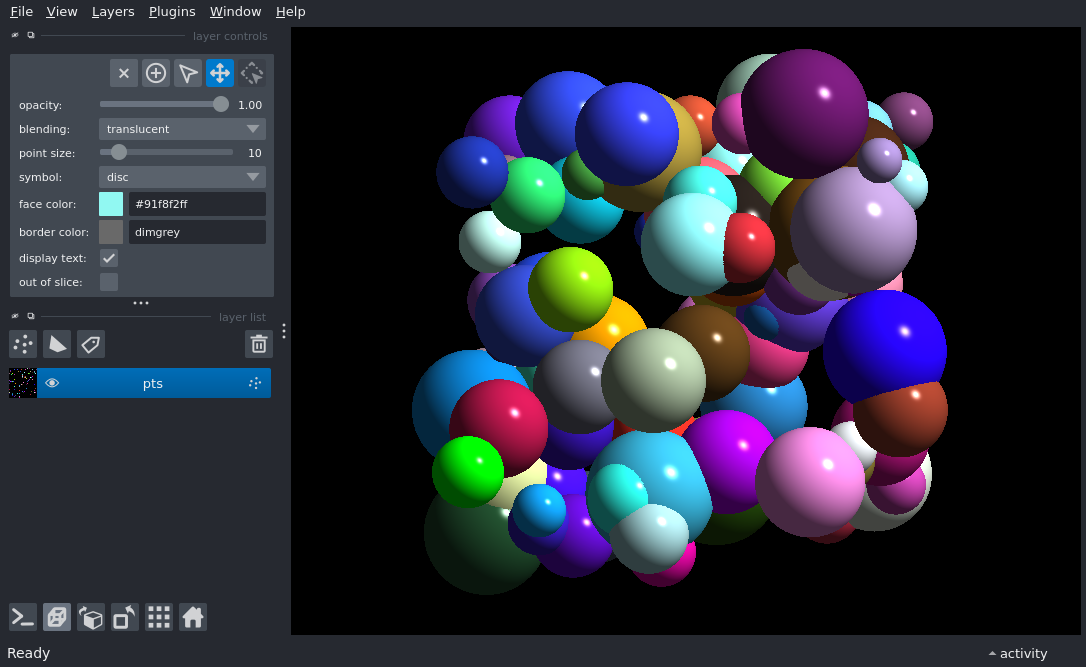 File View Layers Plugins Window Help
layer controls
opacity: 1.00
blending: translucent
point size: 10
symbol: disc
face color: #91f8f2ff
border color: dimgrey
display text:
out of slice:
layer list
pts
Ready
activity